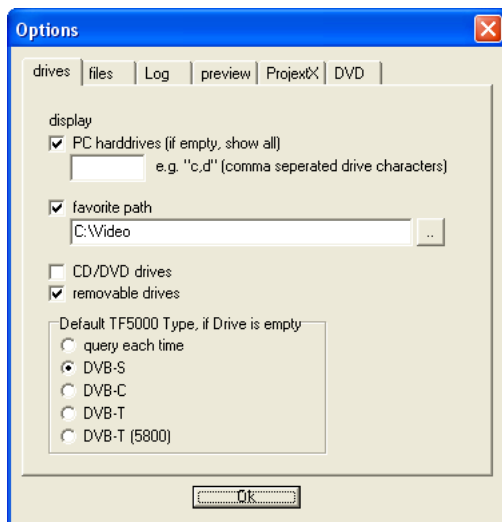 Options
drives files Log preview ProjextX DVD
display
PC harddrives (if empty, show all)
e.g. "c,d" (comma seperated drive characters)
favorite path
C:\Video ..
CD/DVD drives
removable drives
Default TF5000 Type, if Drive is empty
query each time
DVB-S
DVB-C
DVB-T
DVB-T (5800)
Ok